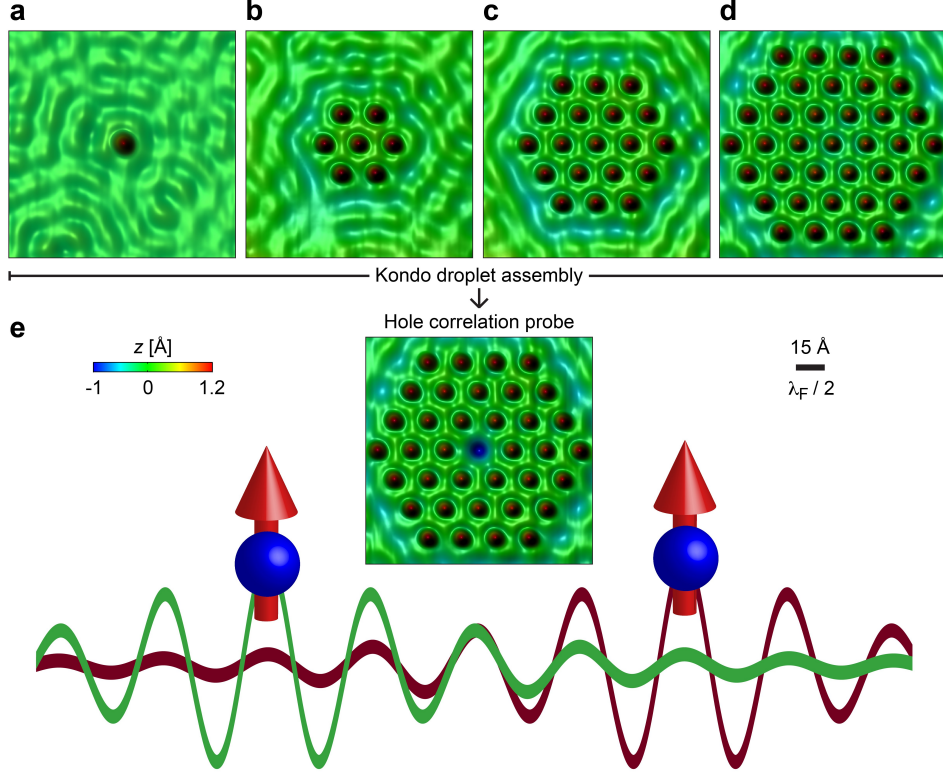 a
b
c
d
Kondo droplet assembly
e
Hole correlation probe
z [Å]
-1 0 1.2
15 Å
λF / 2